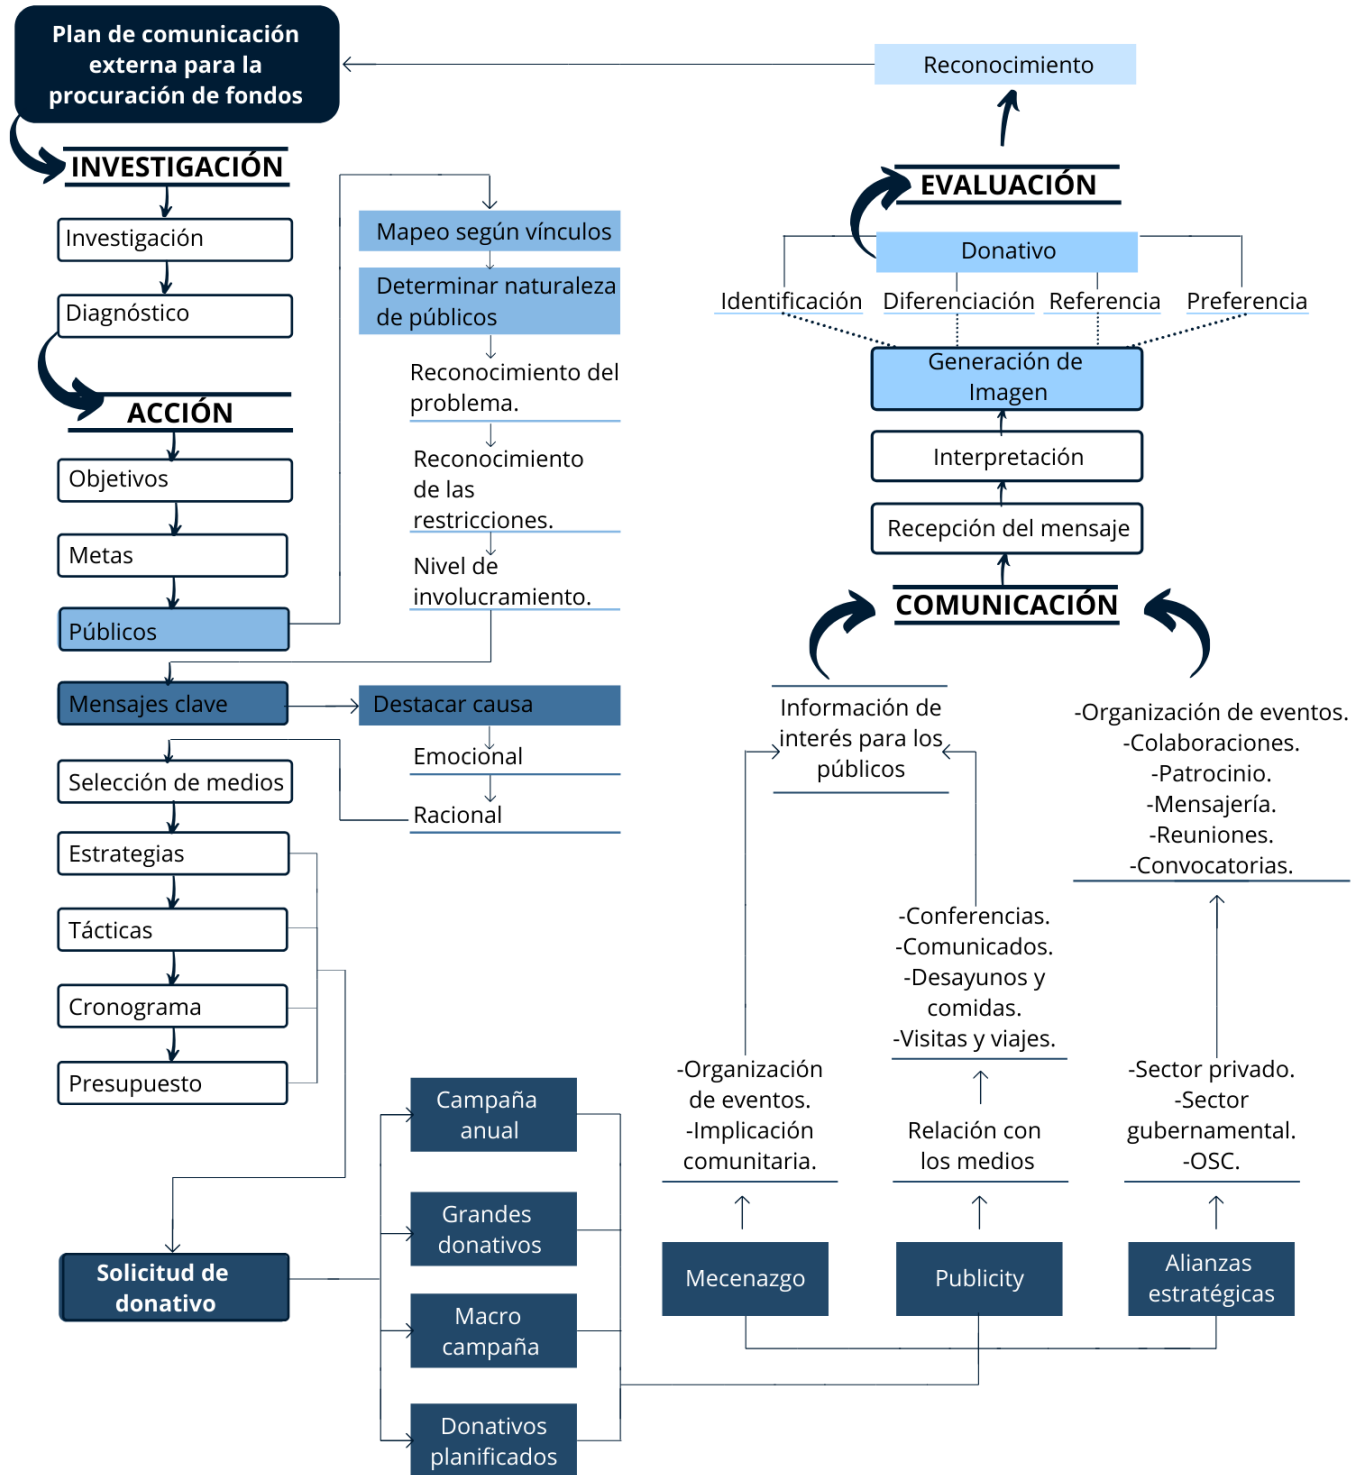 Plan de comunicación
externa para la
procuración de fondos
INVESTIGACIÓN
Investigación
Diagnóstico
ACCIÓN
Objetivos
Metas
Públicos
Mapeo según vínculos
Determinar naturaleza
de públicos
Reconocimiento del
problema.
Reconocimiento
de las
restricciones.
Nivel de
involucramiento.
Mensajes clave
Destacar causa
Emocional
Racional
Selección de medios
Estrategias
Tácticas
Cronograma
Presupuesto
Solicitud de
donativo
Campaña
anual
Grandes
donativos
Macro
campaña
Donativos
planificados
Mecenazgo
Publicity
Alianzas
estratégicas
-Organización
de eventos.
-Implicación
comunitaria.
Relación con
los medios
-Sector privado.
-Sector
gubernamental.
-OSC.
-Conferencias.
-Comunicados.
-Desayunos y
comidas.
-Visitas y viajes.
Información de
interés para los
públicos
-Organización de eventos.
-Colaboraciones.
-Patrocinio.
-Mensajería.
-Reuniones.
-Convocatorias.
COMUNICACIÓN
Recepción del mensaje
Interpretación
Generación de
Imagen
Identificación
Diferenciación
Referencia
Preferencia
Donativo
EVALUACIÓN
Reconocimiento